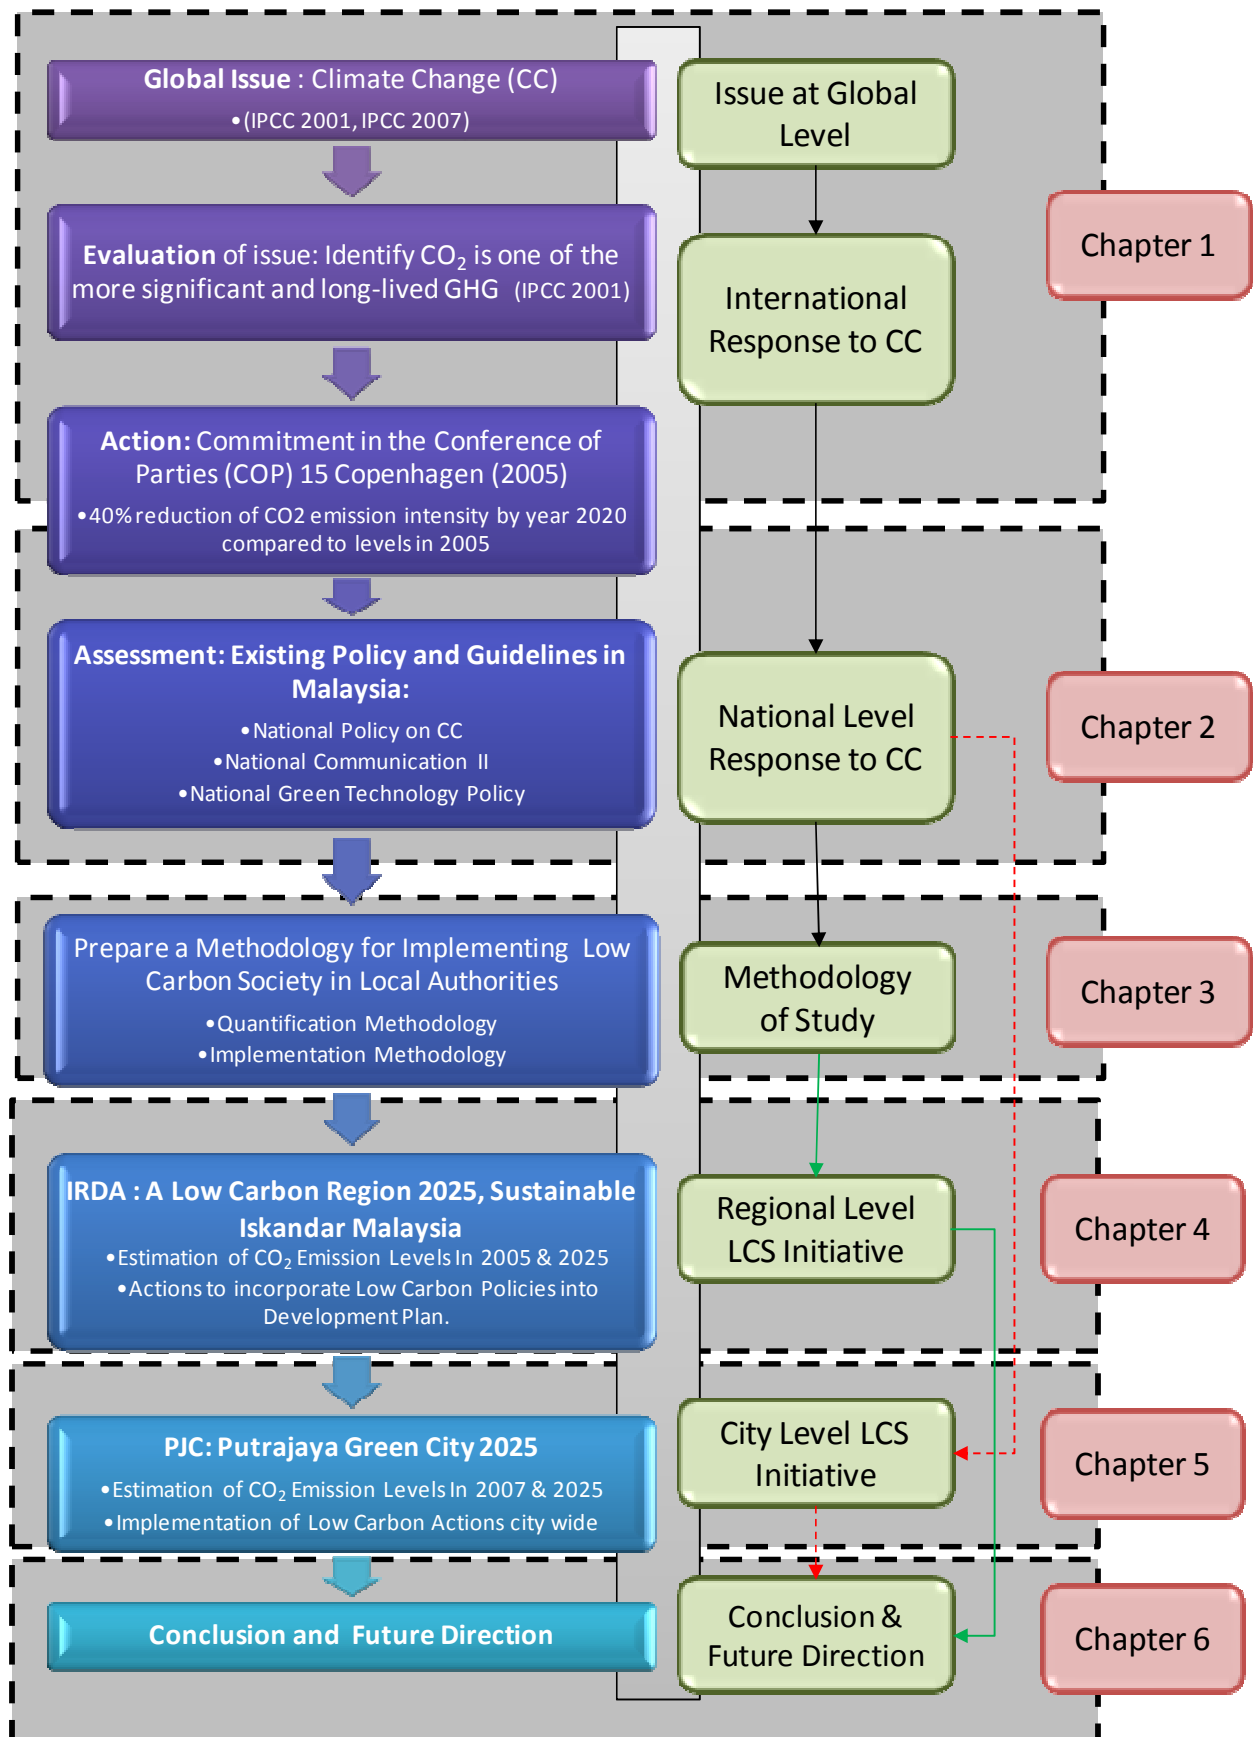 Global Issue : Climate Change (CC)
•(IPCC 2001, IPCC 2007)
Issue at Global
Level
Chapter 1
Evaluation of issue: Identify CO₂ is one of the
more significant and long-lived GHG (IPCC 2001)
International
Response to CC
Action: Commitment in the Conference of
Parties (COP) 15 Copenhagen (2005)
•40% reduction of CO2 emission intensity by year 2020
compared to levels in 2005
Assessment: Existing Policy and Guidelines in
Malaysia:
•National Policy on CC
•National Communication II
•National Green Technology Policy
National Level
Response to CC
Chapter 2
Prepare a Methodology for Implementing Low
Carbon Society in Local Authorities
•Quantification Methodology
•Implementation Methodology
Methodology
of Study
Chapter 3
IRDA : A Low Carbon Region 2025, Sustainable
Iskandar Malaysia
•Estimation of CO₂ Emission Levels In 2005 & 2025
•Actions to incorporate Low Carbon Policies into
Development Plan.
Regional Level
LCS Initiative
Chapter 4
PJC: Putrajaya Green City 2025
•Estimation of CO₂ Emission Levels In 2007 & 2025
•Implementation of Low Carbon Actions city wide
City Level LCS
Initiative
Chapter 5
Conclusion and Future Direction
Conclusion &
Future Direction
Chapter 6